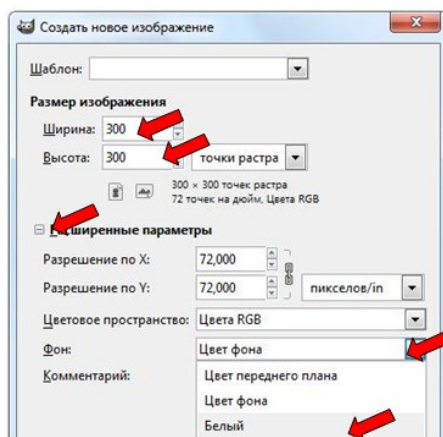 Создать новое изображение
Шаблон:
Размер изображения
Ширина: 300
Высота: 300 точки растра
300 × 300 точек растра
72 точек на дюйм, Цвета RGB
Расширенные параметры
Разрешение по X: 72,000
Разрешение по Y: 72,000 пикселов/in
Цветовое пространство: Цвета RGB
Фон: Цвет фона
Комментарий: Цвет переднего плана
Цвет фона
Белый